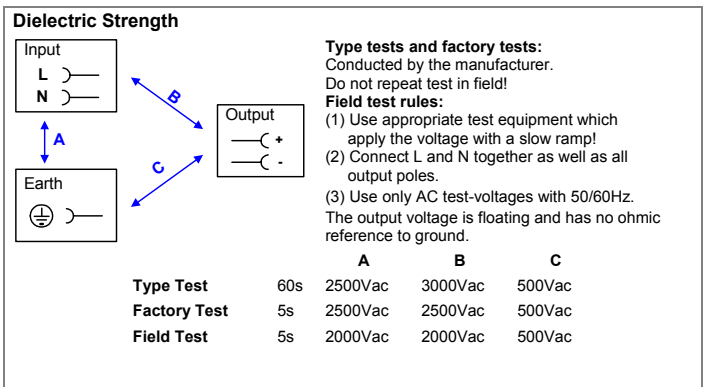 Dielectric Strength
Input
L
N
B
A
Output
+
-
C
Earth
Type tests and factory tests:
Conducted by the manufacturer.
Do not repeat test in field!
Field test rules:
(1) Use appropriate test equipment which
apply the voltage with a slow ramp!
(2) Connect L and N together as well as all
output poles.
(3) Use only AC test-voltages with 50/60Hz.
The output voltage is floating and has no ohmic
reference to ground.
A B C
Type Test 60s 2500Vac 3000Vac 500Vac
Factory Test 5s 2500Vac 2500Vac 500Vac
Field Test 5s 2000Vac 2000Vac 500Vac